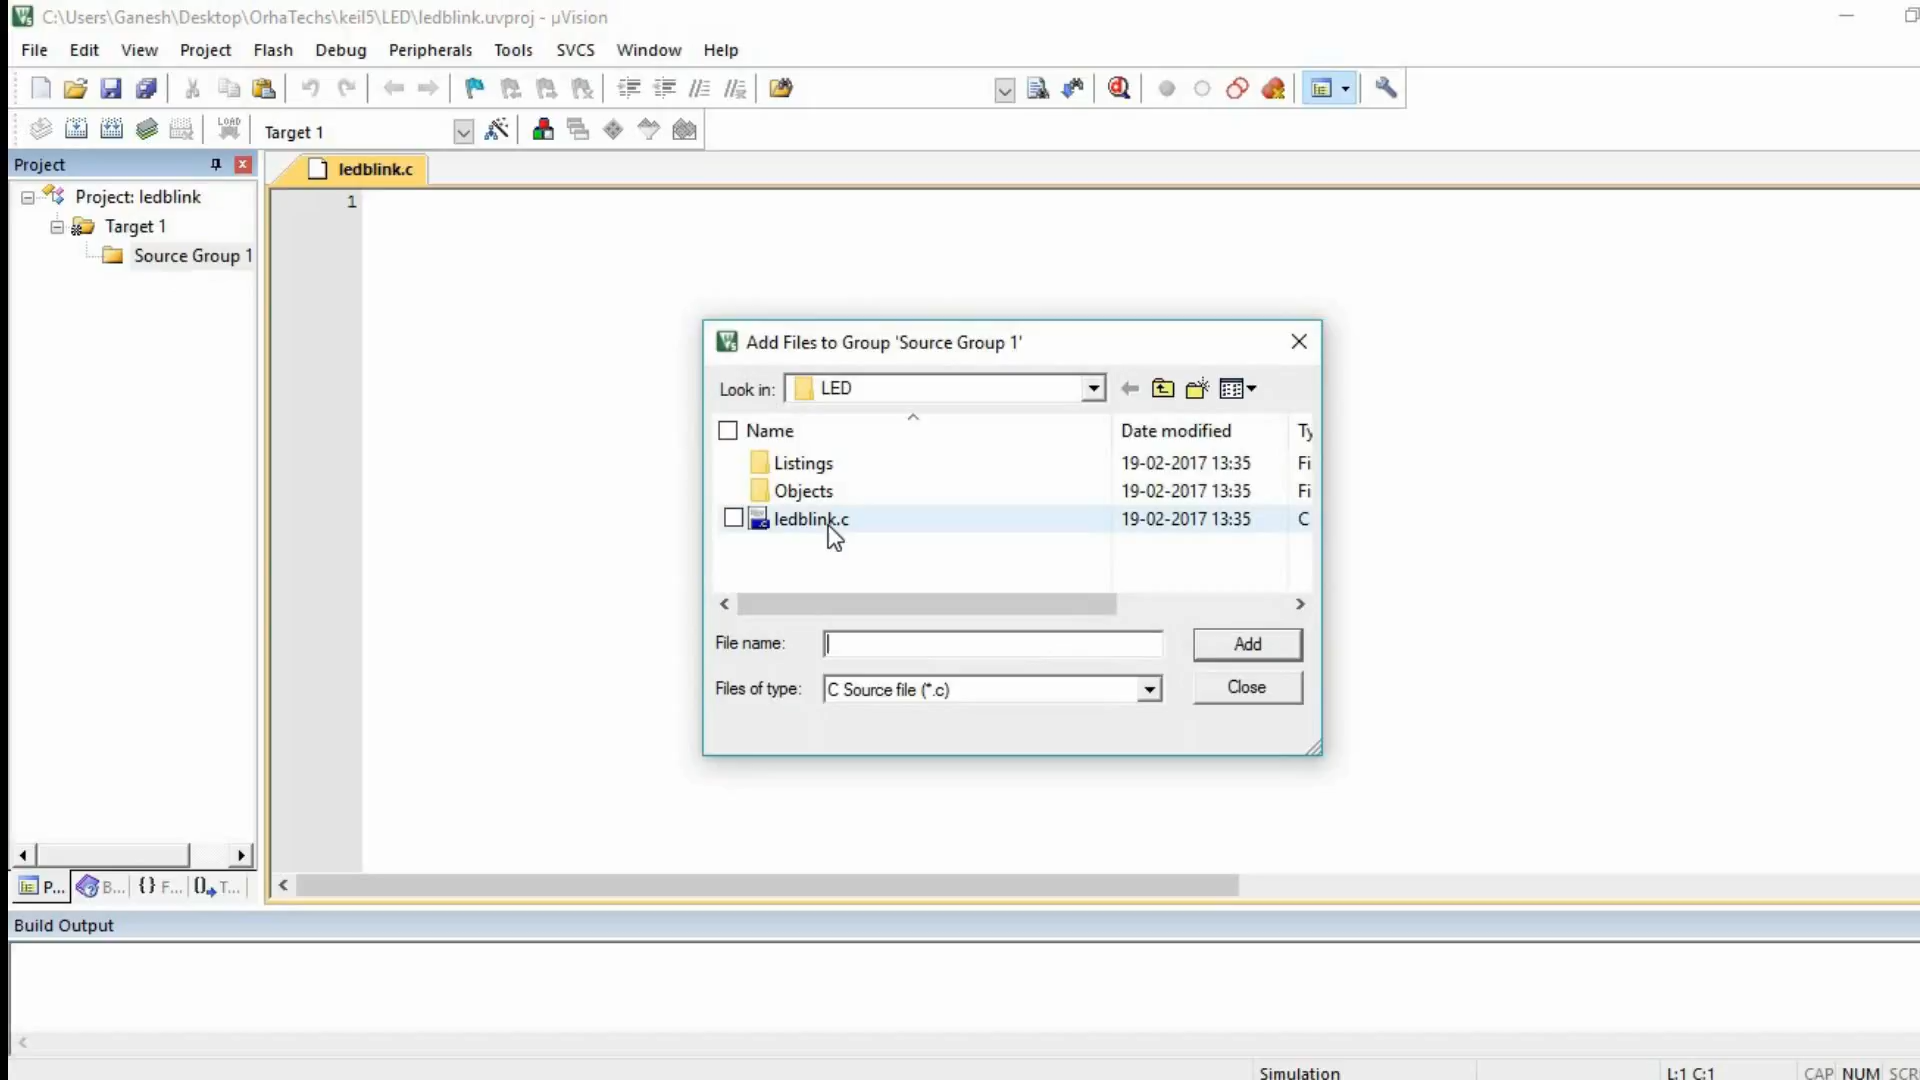 C:\Users\Ganesh\Desktop\OrhaTechs\keil5\LED\ledblink.uvproj - µVision
File Edit View Project Flash Debug Peripherals Tools SVCS Window Help
LOAD Target 1
Project
ledblink.c
Project: ledblink
Target 1
Source Group 1
1
Add Files to Group 'Source Group 1'
Look in: LED
Name Date modified Ty
Listings 19-02-2017 13:35 Fi
Objects 19-02-2017 13:35 Fi
ledblink.c 19-02-2017 13:35 C
File name: Add
Files of type: C Source file (*.c) Close
P... B... {} F... 0 T...
Build Output
Simulation L:1 C:1 CAP NUM SCR